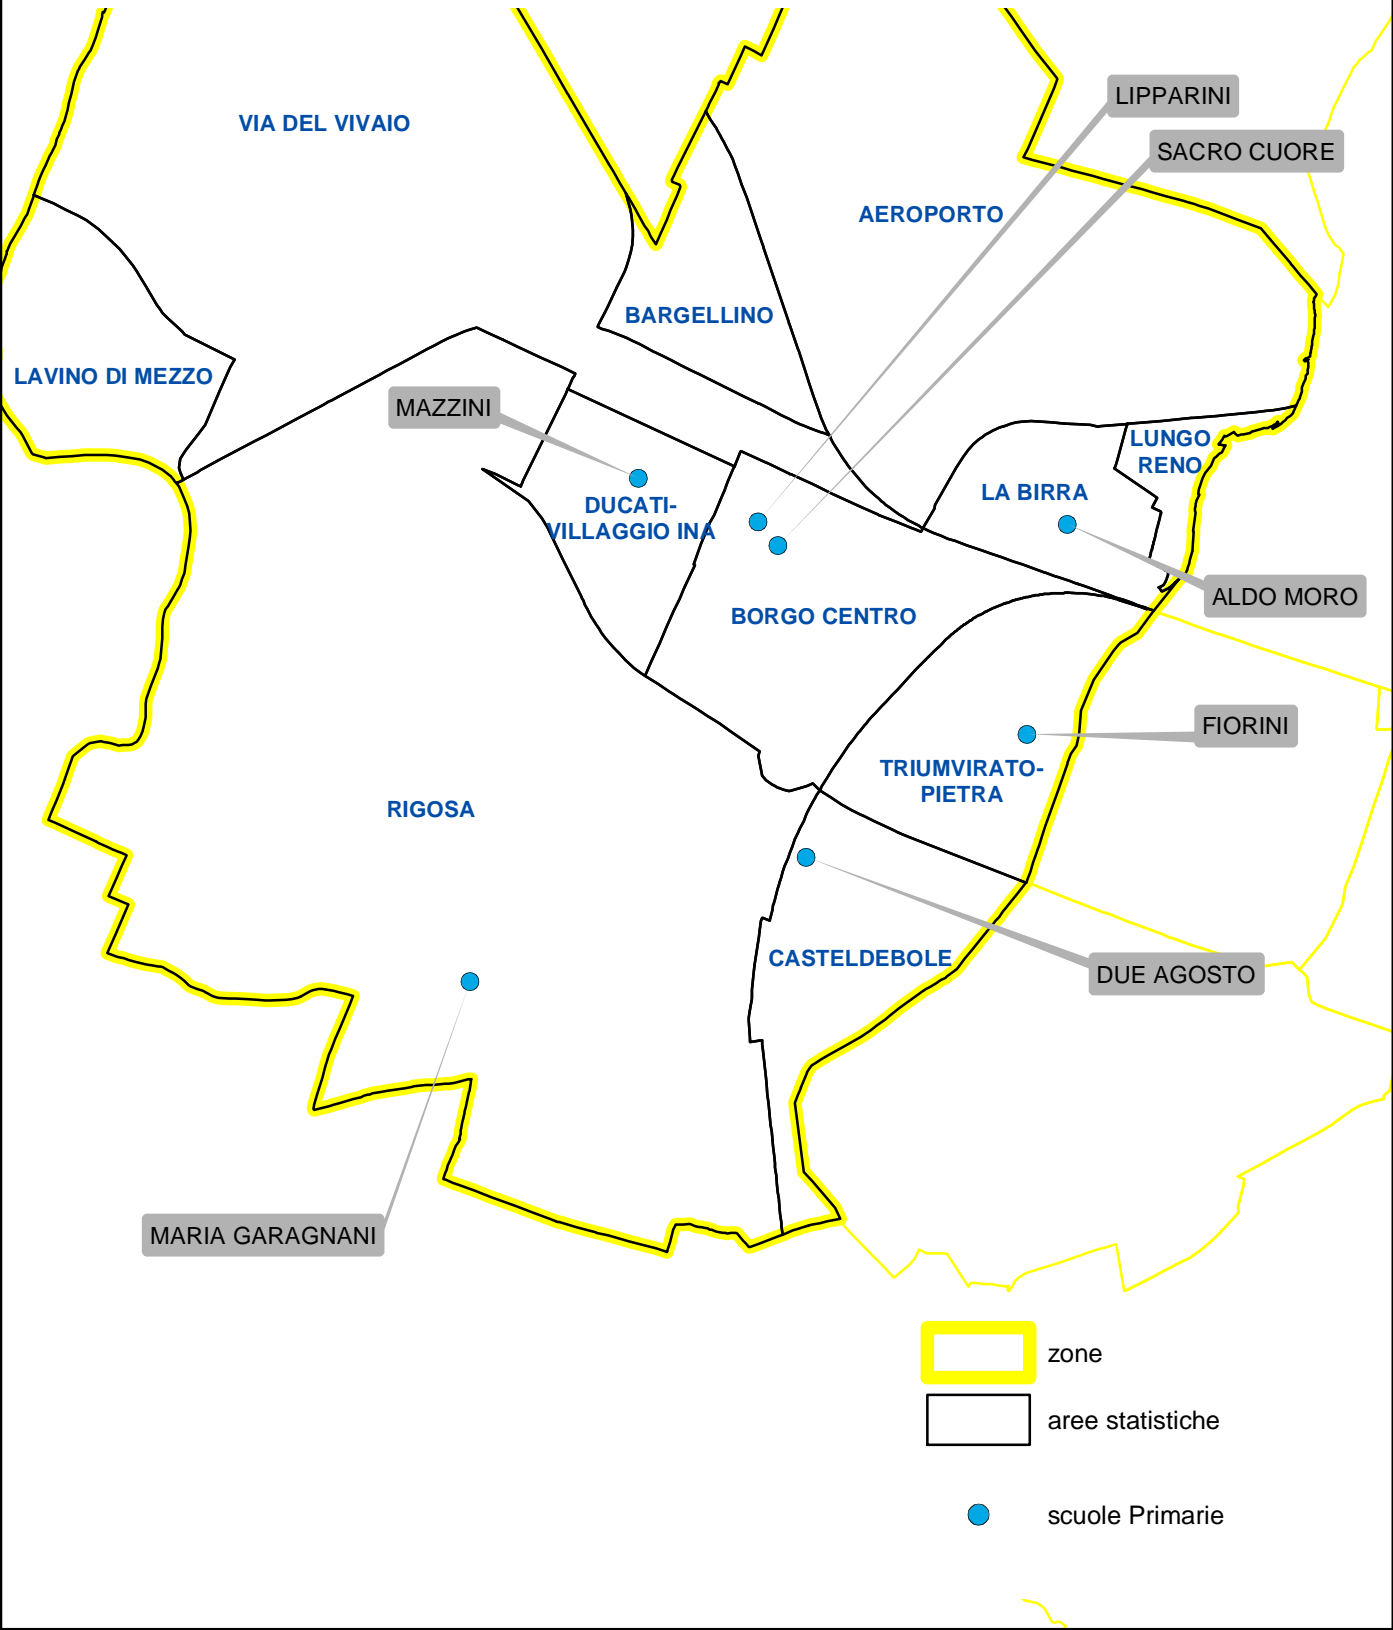 LIPPARINI
VIA DEL VIVAIO
SACRO CUORE
AEROPORTO
BARGELLINO
LAVINO DI MEZZO
MAZZINI
LUNGO
RENO
LA BIRRA
DUCATI-
VILLAGGIO INA
ALDO MORO
BORGO CENTRO
FIORINI
TRIUMVIRATO-
PIETRA
RIGOSA
CASTELDEBOLE
DUE AGOSTO
MARIA GARAGNANI
zone
aree statistiche
scuole Primarie